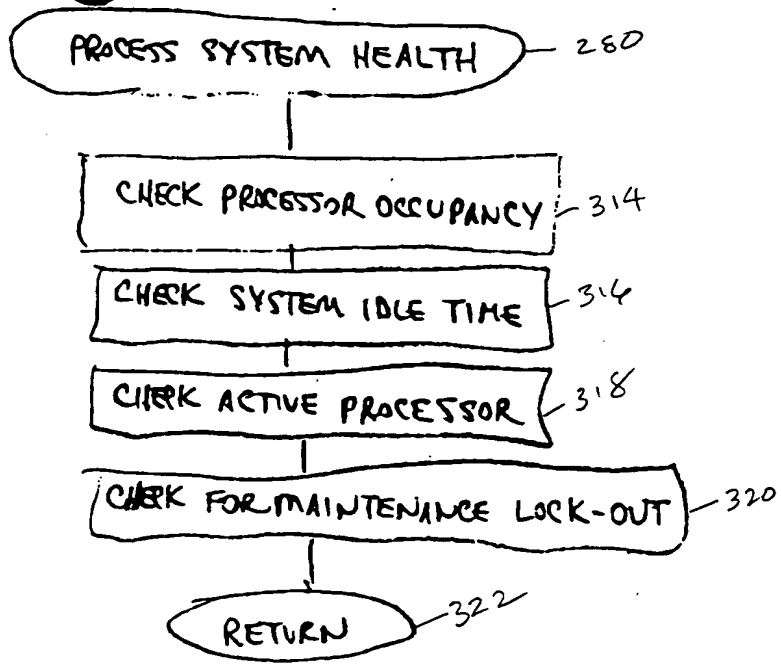 PROCESS SYSTEM HEALTH 280
CHECK PROCESSOR OCCUPANCY 314
CHECK SYSTEM IDLE TIME 316
CHECK ACTIVE PROCESSOR 318
CHECK FOR MAINTENANCE LOCK-OUT 320
RETURN 322